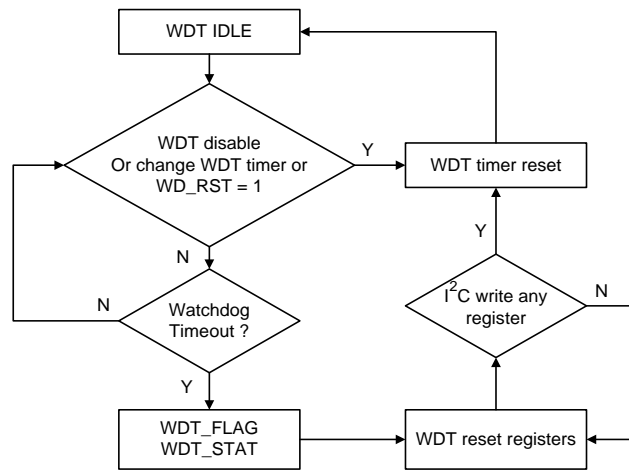 WDT IDLE
WDT disable
Or change WDT timer or
WD_RST = 1
Y
WDT timer reset
N
Y
N
Watchdog
Timeout ?
I²C write any
register
N
Y
WDT_FLAG
WDT_STAT
WDT reset registers